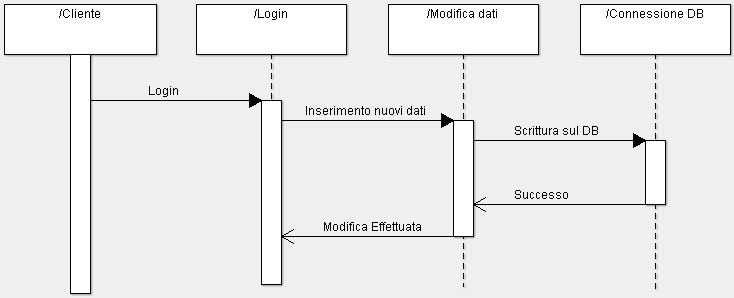 /Cliente
/Login
/Modifica dati
/Connessione DB
Login
Inserimento nuovi dati
Scrittura sul DB
Successo
Modifica Effettuata